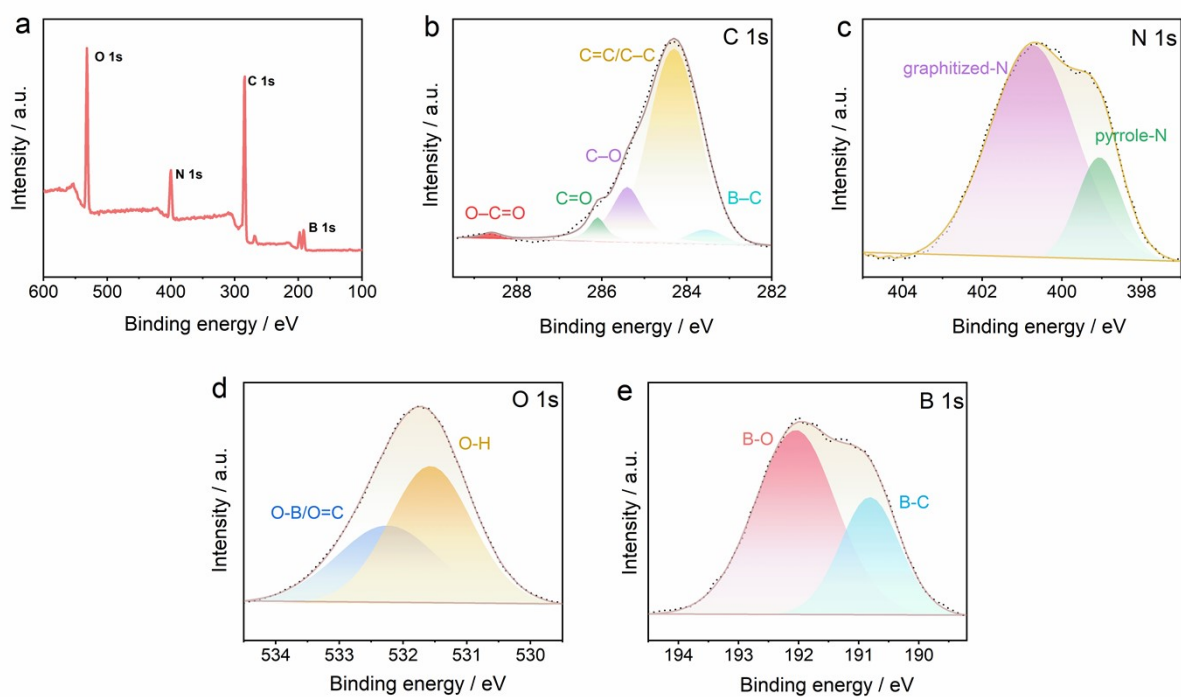 a
O 1s
C 1s
N 1s
B 1s
Intensity / a.u.
600 500 400 300 200 100
Binding energy / eV
b
C 1s
C=C/C–C
C–O
C=O
B–C
O–C=O
Intensity / a.u.
288 286 284 282
Binding energy / eV
c
N 1s
graphitized-N
pyrrole-N
Intensity / a.u.
404 402 400 398
Binding energy / eV
d
O 1s
O-H
O-B/O=C
Intensity / a.u.
534 533 532 531 530
Binding energy / eV
e
B 1s
B-O
B-C
Intensity / a.u.
194 193 192 191 190
Binding energy / eV